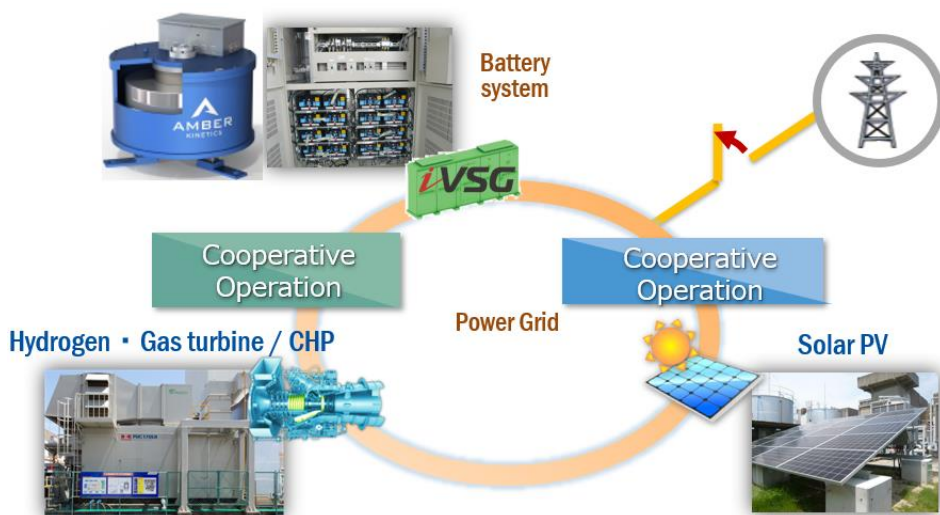 Battery
system
AMBER
KINETICS
iVSG
Cooperative
Operation
Cooperative
Operation
Power Grid
Hydrogen・Gas turbine / CHP
Solar PV